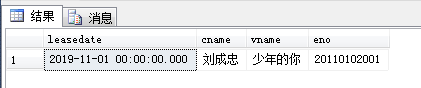 结果 消息
leasedate cname vname eno
1 2019-11-01 00:00:00.000 刘成忠 少年的你 20110102001